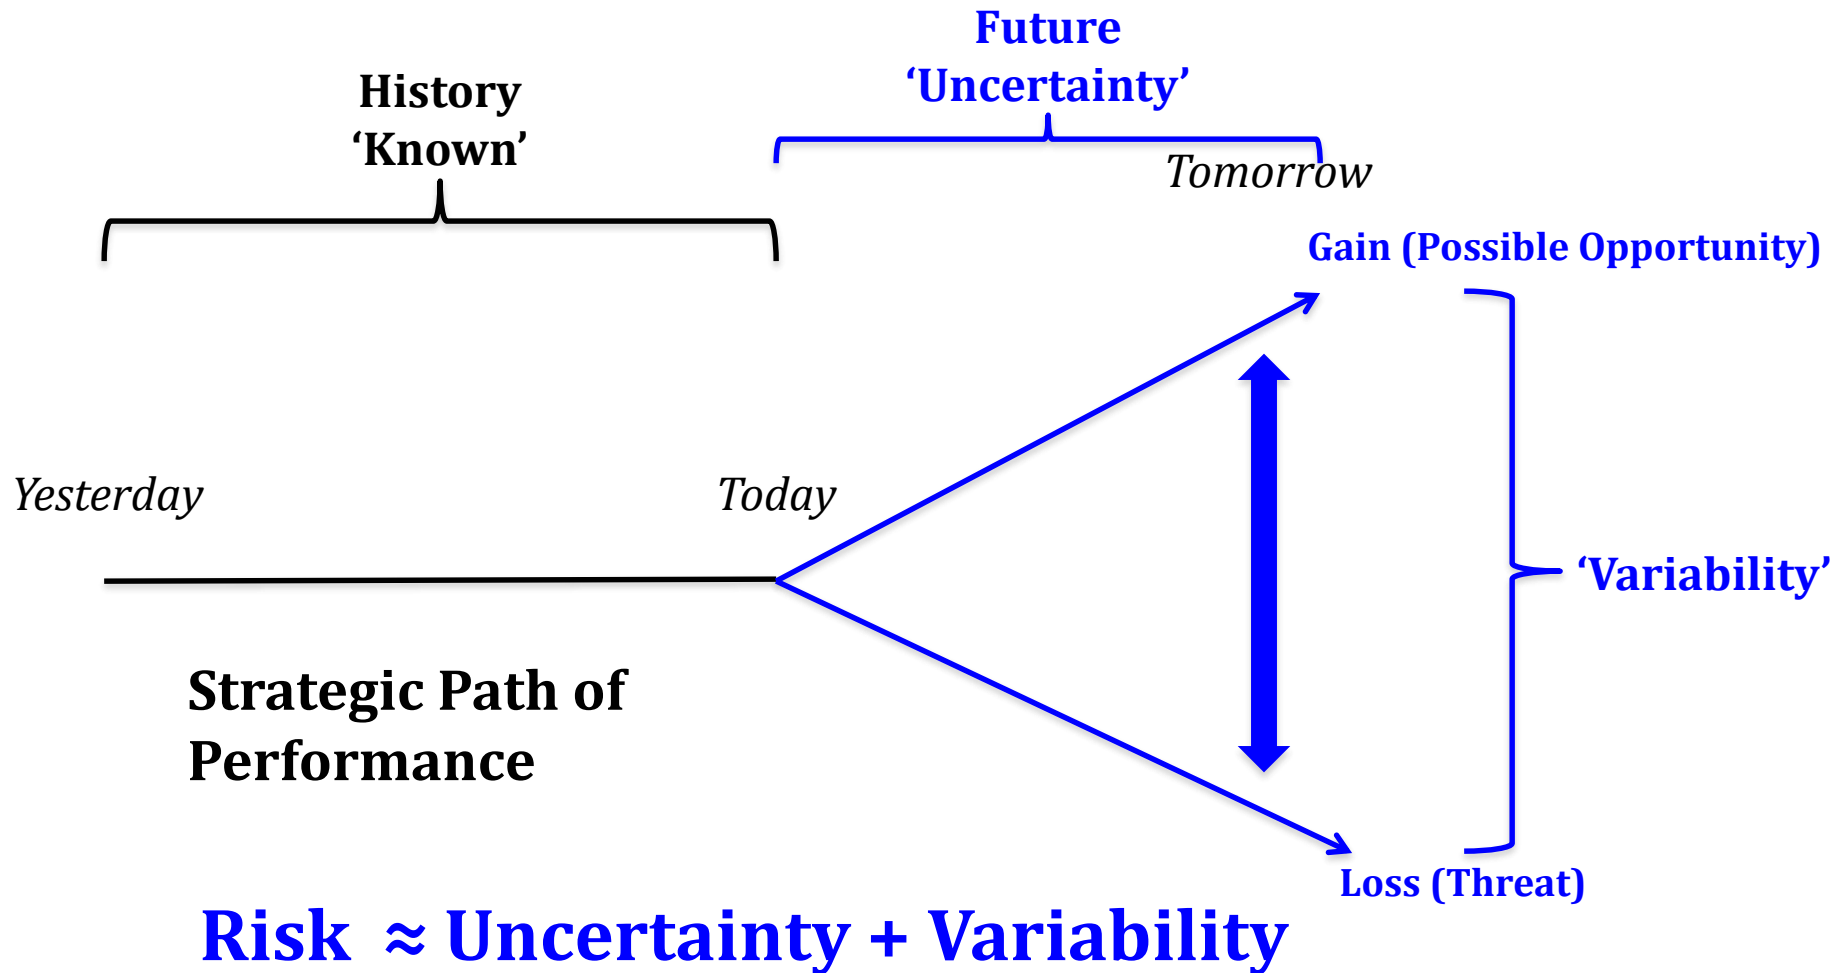 Future
‘Uncertainty’
History
‘Known’
Tomorrow
Gain (Possible Opportunity)
Yesterday
Today
‘Variability’
Strategic Path of
Performance
Loss (Threat)
Risk ≈ Uncertainty + Variability